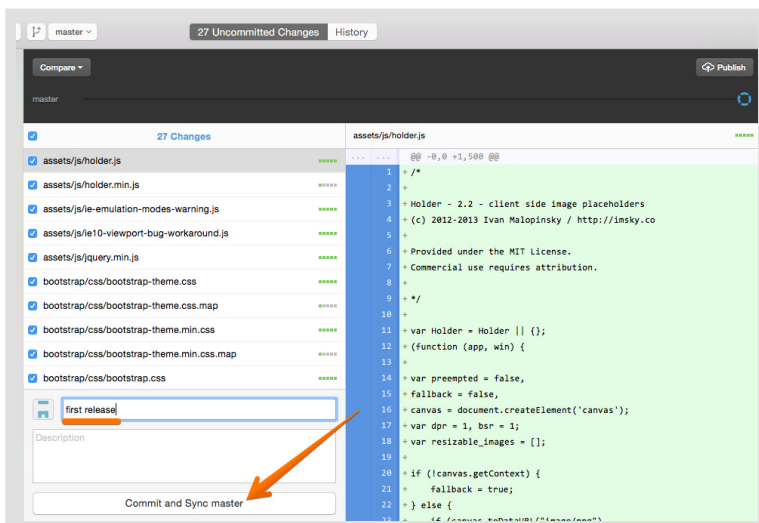 master
27 Uncommitted Changes History
Compare
Publish
master
27 Changes
assets/js/holder.js
assets/js/holder.min.js
assets/js/ie-emulation-modes-warning.js
assets/js/ie10-viewport-bug-workaround.js
assets/js/jquery.min.js
bootstrap/css/bootstrap-theme.css
bootstrap/css/bootstrap-theme.css.map
bootstrap/css/bootstrap-theme.min.css
bootstrap/css/bootstrap-theme.min.css.map
bootstrap/css/bootstrap.css
first release
Description
Commit and Sync master
assets/js/holder.js
... ... @@ -0,0 +1,500 @@
1 + /*
2 +
3 + Holder - 2.2 - client side image placeholders
4 + (c) 2012-2013 Ivan Malopinsky / http://imsky.co
5 +
6 + Provided under the MIT License.
7 + Commercial use requires attribution.
8 +
9 + */
10 +
11 + var Holder = Holder || {};
12 + (function (app, win) {
13 +
14 + var preempted = false,
15 + fallback = false,
16 + canvas = document.createElement('canvas');
17 + var dpr = 1, bsr = 1;
18 + var resizable_images = [];
19 +
20 + if (!canvas.getContext) {
21 + fallback = true;
22 + } else {
23 + if (canvas.toDataURL("image/png")